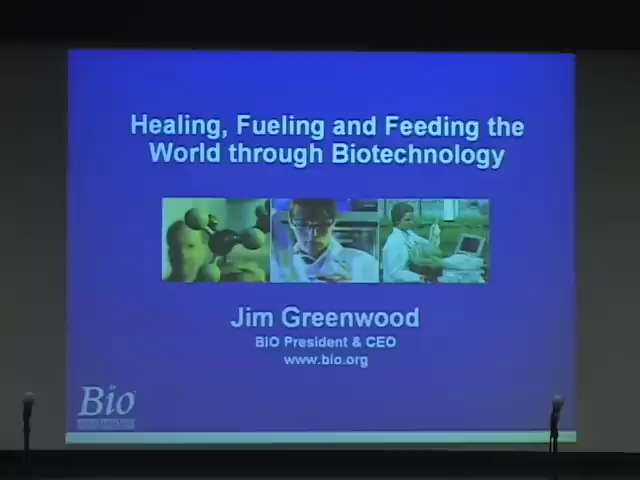 Healing, Fueling and Feeding the
World through Biotechnology
Jim Greenwood
BIO President & CEO
www.bio.org
Bio